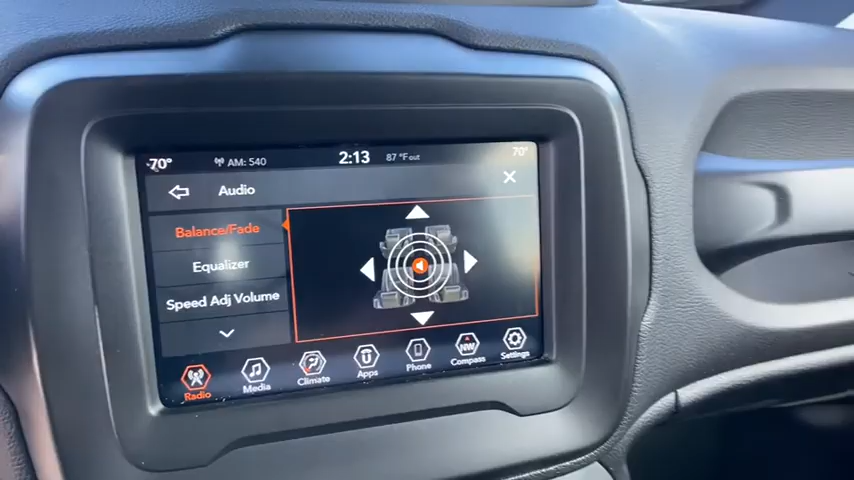 70° AM: 540 2:13 87 °F out 70°
Audio
Balance/Fade
Equalizer
Speed Adj Volume
Radio Media Climate Apps Phone NW Compass Settings